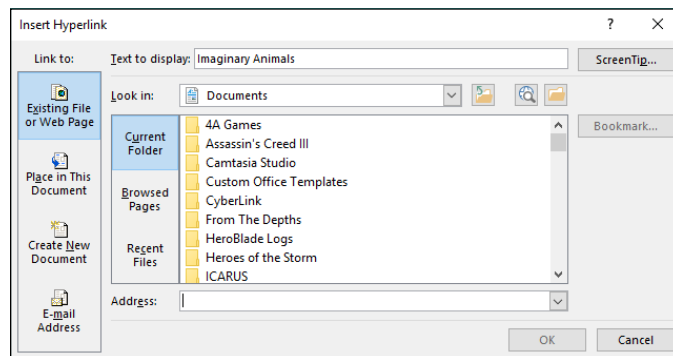 Insert Hyperlink
? ×
Link to:
Text to display: Imaginary Animals
ScreenTip...
Existing File
or Web Page
Look in: Documents
Bookmark...
Current
Folder
4A Games
Assassin's Creed III
Camtasia Studio
Custom Office Templates
CyberLink
From The Depths
HeroBlade Logs
Heroes of the Storm
ICARUS
Place in This
Document
Browsed
Pages
Create New
Document
Recent
Files
E-mail
Address
Address:
OK
Cancel